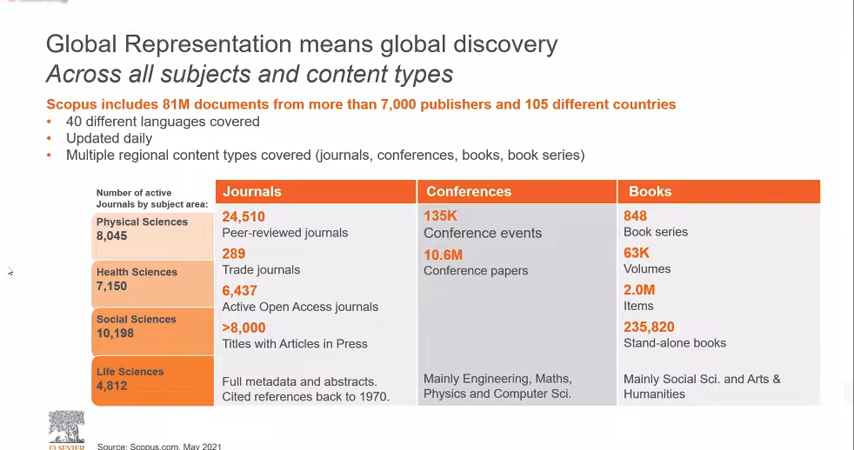 Global Representation means global discovery
Across all subjects and content types
Scopus includes 81M documents from more than 7,000 publishers and 105 different countries
• 40 different languages covered
• Updated daily
• Multiple regional content types covered (journals, conferences, books, book series)
Number of active
Journals by subject area:
Physical Sciences
8,045
Health Sciences
7,150
Social Sciences
10,198
Life Sciences
4,812
Journals
24,510
Peer-reviewed journals
289
Trade journals
6,437
Active Open Access journals
>8,000
Titles with Articles in Press
Full metadata and abstracts.
Cited references back to 1970.
Conferences
135K
Conference events
10.6M
Conference papers
Mainly Engineering, Maths,
Physics and Computer Sci.
Books
848
Book series
63K
Volumes
2.0M
Items
235,820
Stand-alone books
Mainly Social Sci. and Arts &
Humanities
ELSEVIER
Source: Scopus.com, May 2021